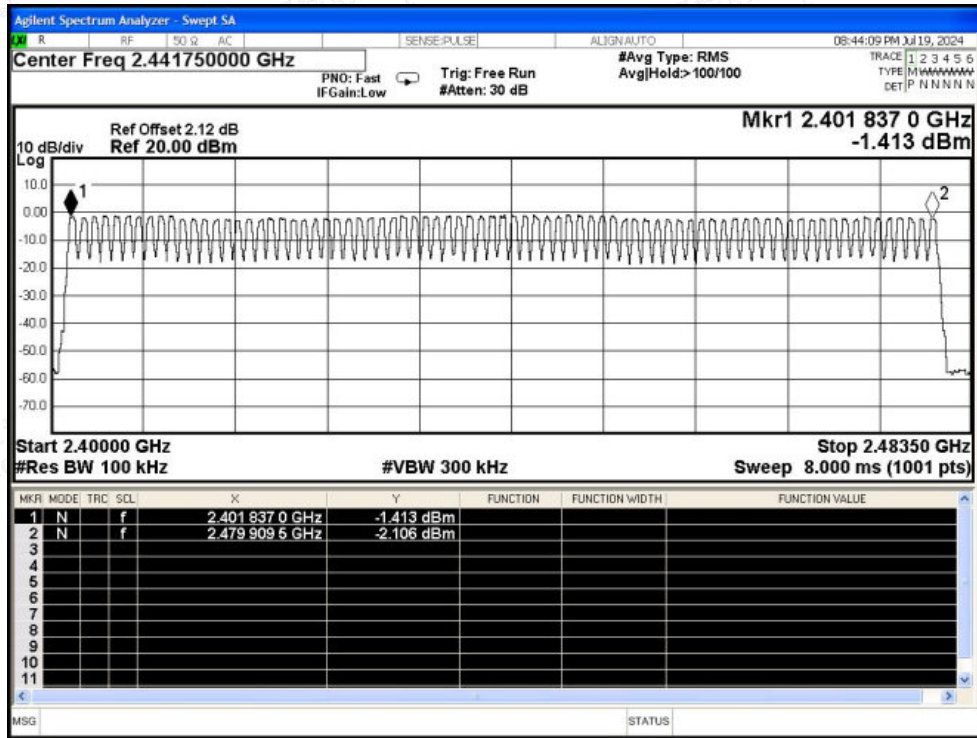 Agilent Spectrum Analyzer - Swept SA
LXI R RF 50 Ω AC SENSE:PULSE ALIGN AUTO 08:44:09 PM Jul 19, 2024
Center Freq 2.441750000 GHz
#Avg Type: RMS
TRACE 1 2 3 4 5 6
PNO: Fast Trig: Free Run Avg|Hold:>100/100
TYPE M
IFGain:Low #Atten: 30 dB
DET P N N N N N
Mkr1 2.401 837 0 GHz
Ref Offset 2.12 dB
10 dB/div Ref 20.00 dBm -1.413 dBm
Log
10.0
1
2
0.00
-10.0
-20.0
-30.0
-40.0
-50.0
-60.0
-70.0
Start 2.40000 GHz Stop 2.48350 GHz
#Res BW 100 kHz #VBW 300 kHz Sweep 8.000 ms (1001 pts)
MKR MODE TRC SCL X Y FUNCTION FUNCTION WIDTH FUNCTION VALUE
1 N f 2.401 837 0 GHz -1.413 dBm
2 N f 2.479 909 5 GHz -2.106 dBm
3
4
5
6
7
8
9
10
11
MSG STATUS